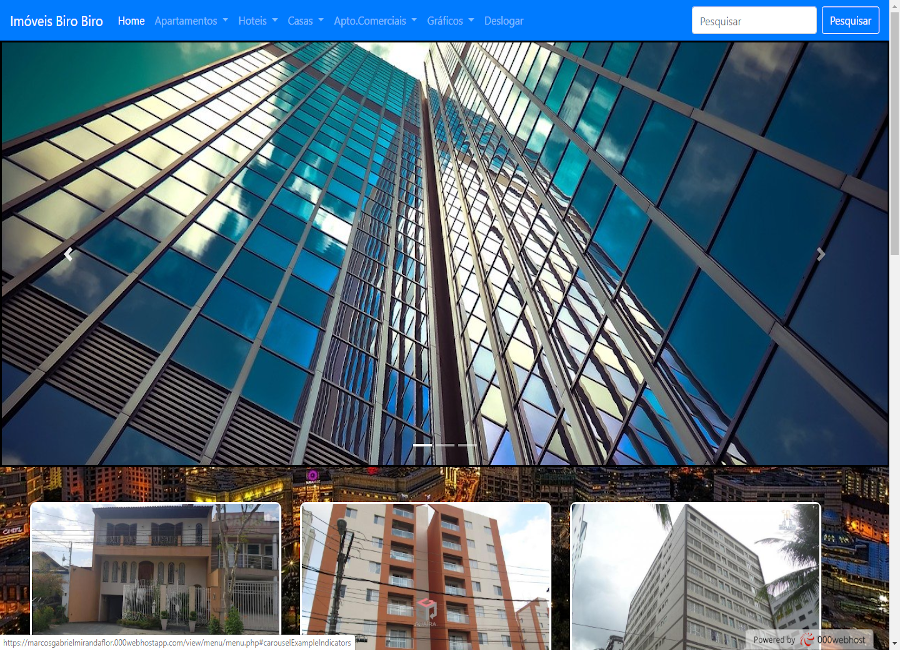 Imóveis Biro Biro Home Apartamentos Hoteis Casas Apto.Comerciais Gráficos Deslogar Pesquisar Pesquisar
https://marcosgabrielmirandaflor.000webhostapp.com/view/menu/menu.php#carouselExampleIndicators
Powered by 000webhost